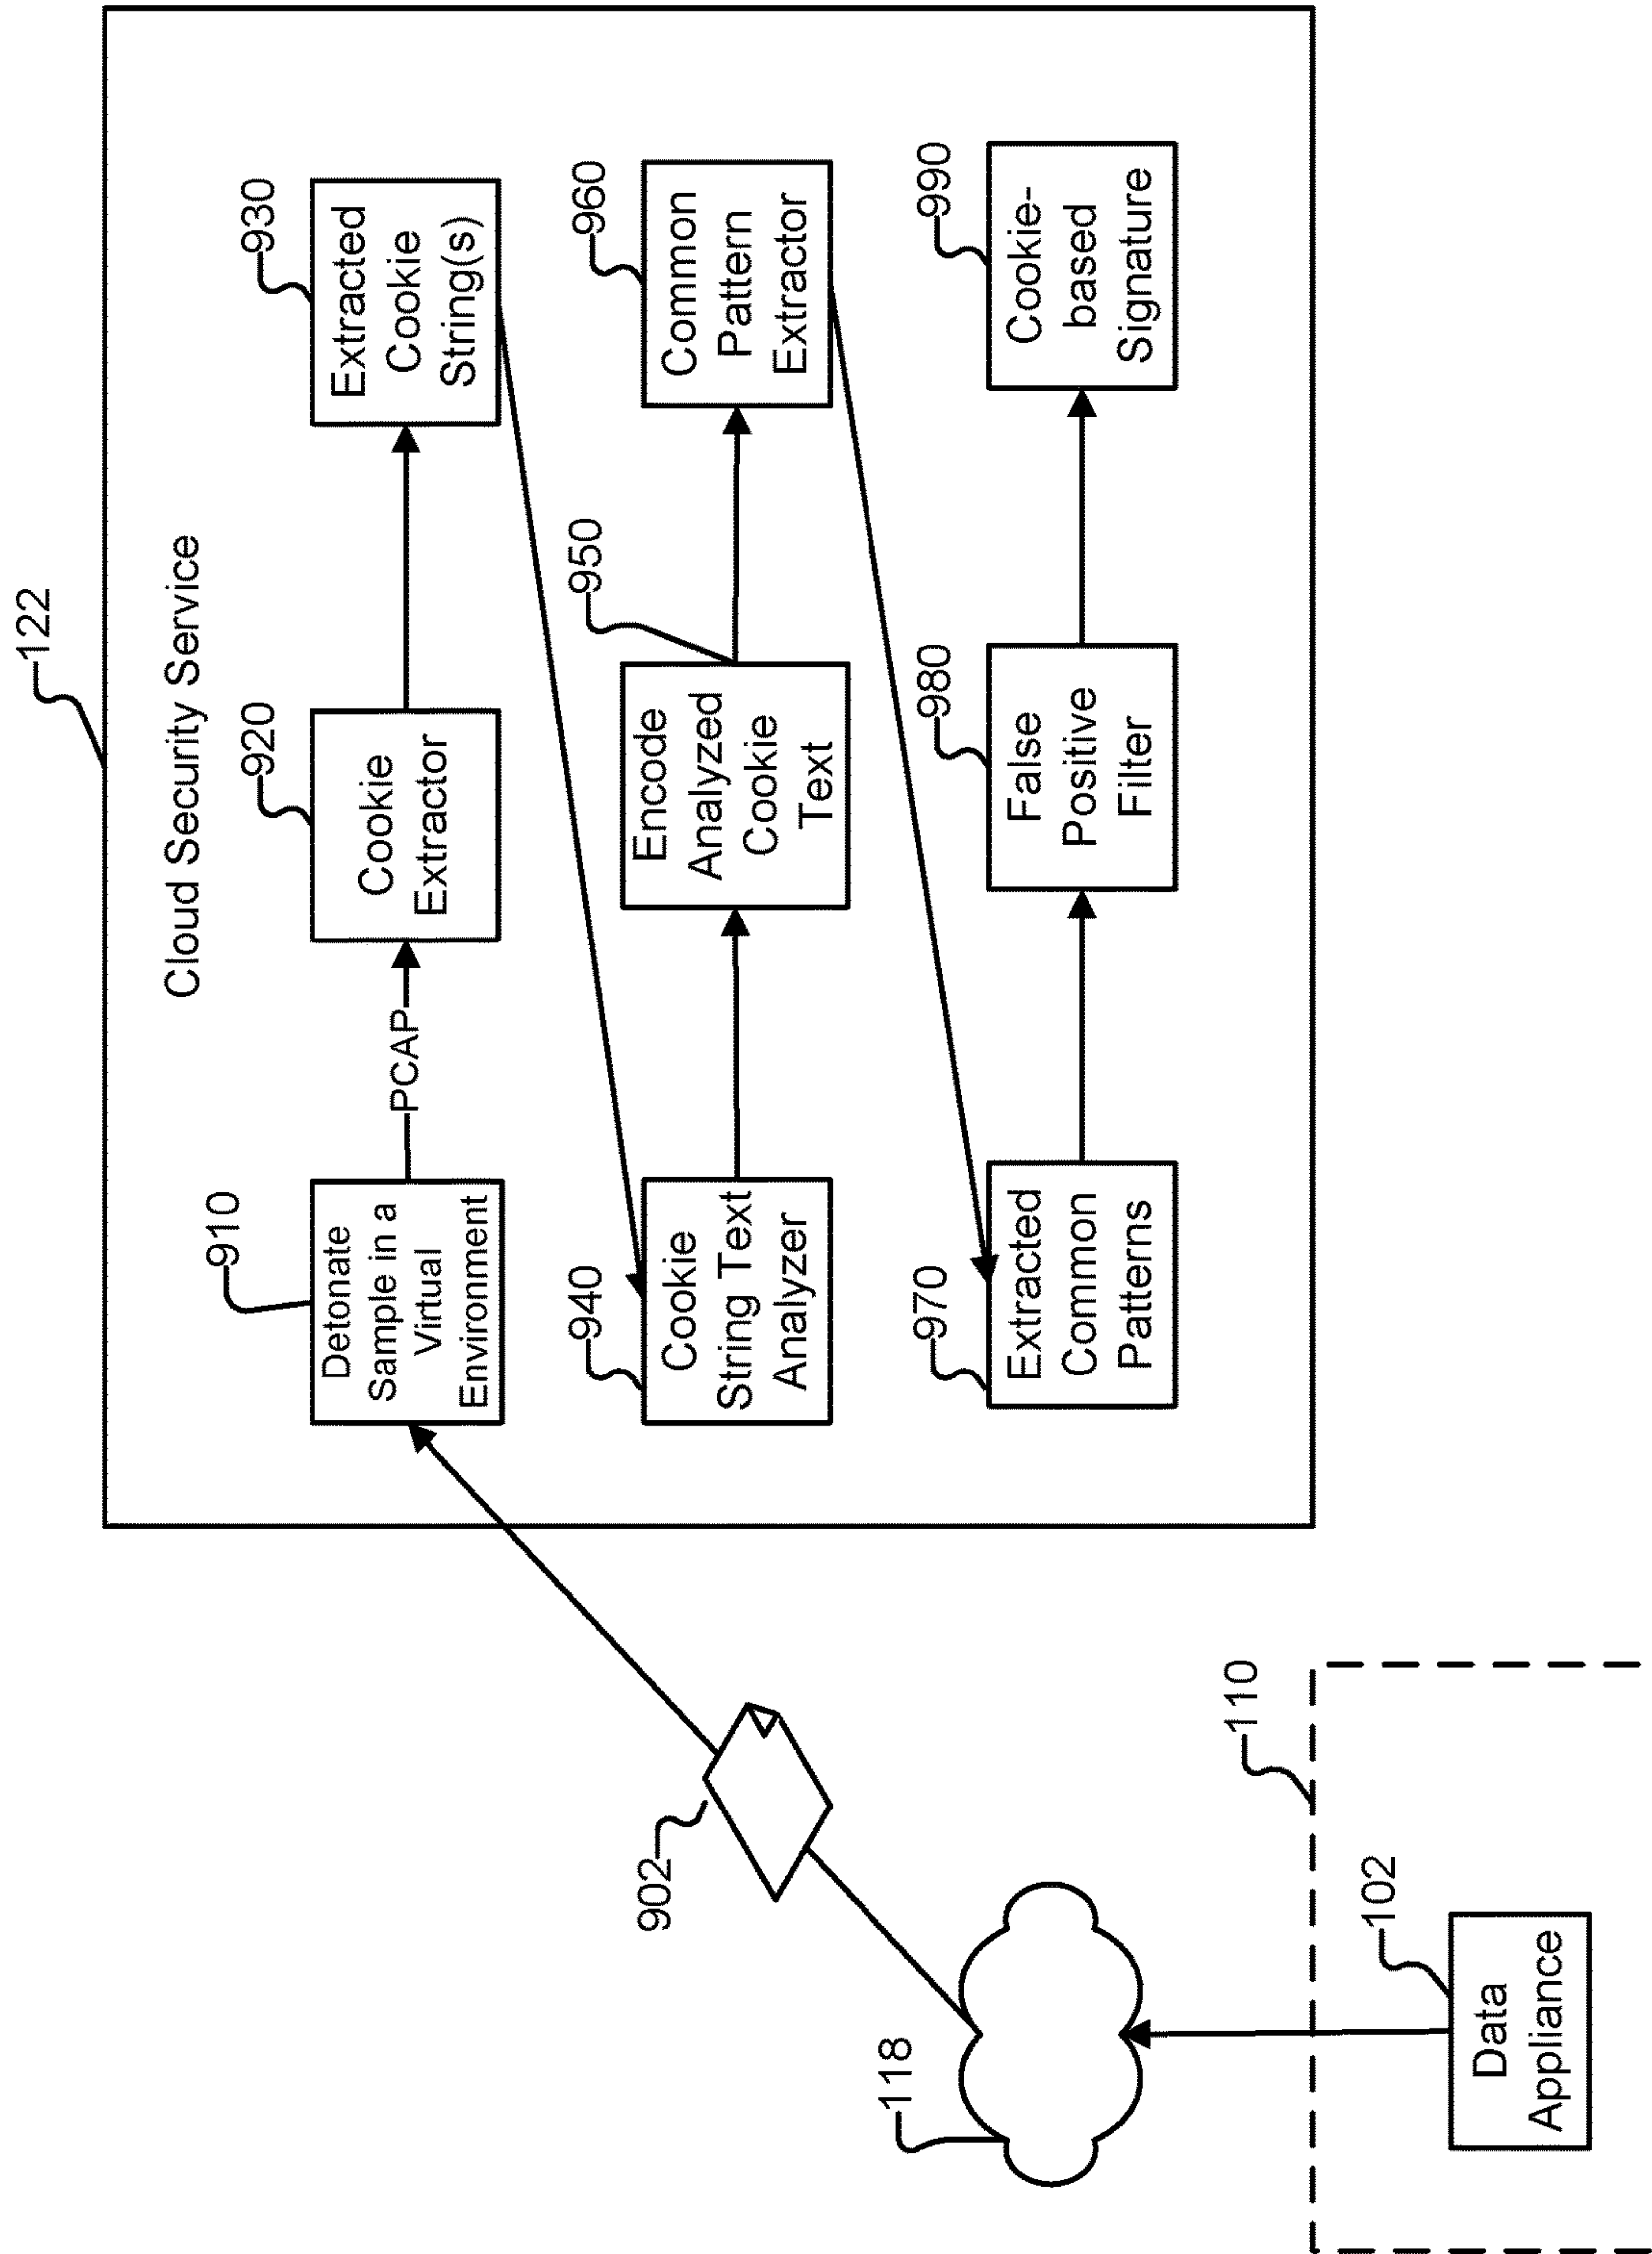 122
Cloud Security Service
910
Detonate
Sample in a
Virtual
Environment
PCAP
920
Cookie
Extractor
930
Extracted
Cookie
String(s)
940
Cookie
String Text
Analyzer
950
Encode
Analyzed
Cookie
Text
960
Common
Pattern
Extractor
970
Extracted
Common
Patterns
980
False
Positive
Filter
990
Cookie-
based
Signature
902
118
110
102
Data
Appliance